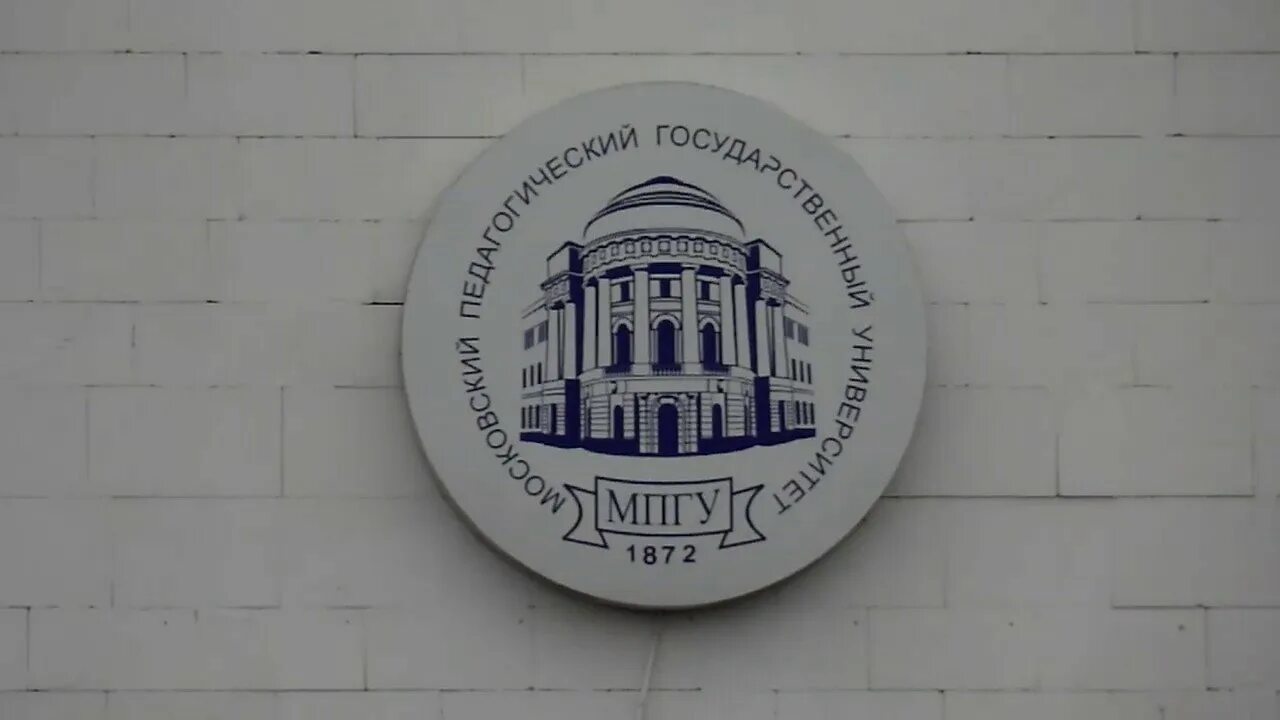 МОСКОВСКИЙ ПЕДАГОГИЧЕСКИЙ ГОСУДАРСТВЕННЫЙ УНИВЕРСИТЕТ
МПГУ
1872